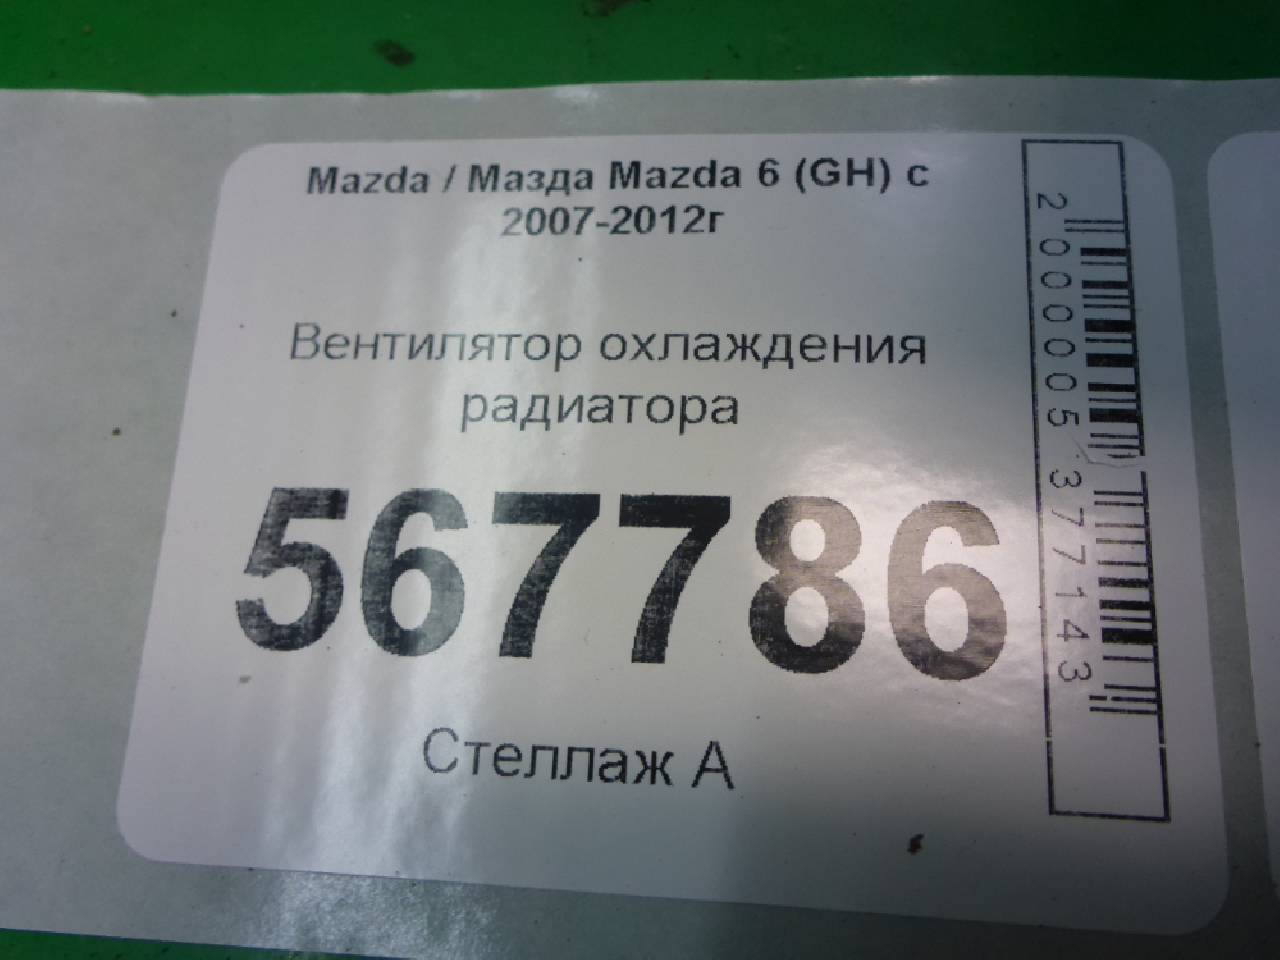 Mazda / Мазда Mazda 6 (GH) с
2007-2012г
Вентилятор охлаждения
радиатора
567786
Стеллаж А
2000005377143